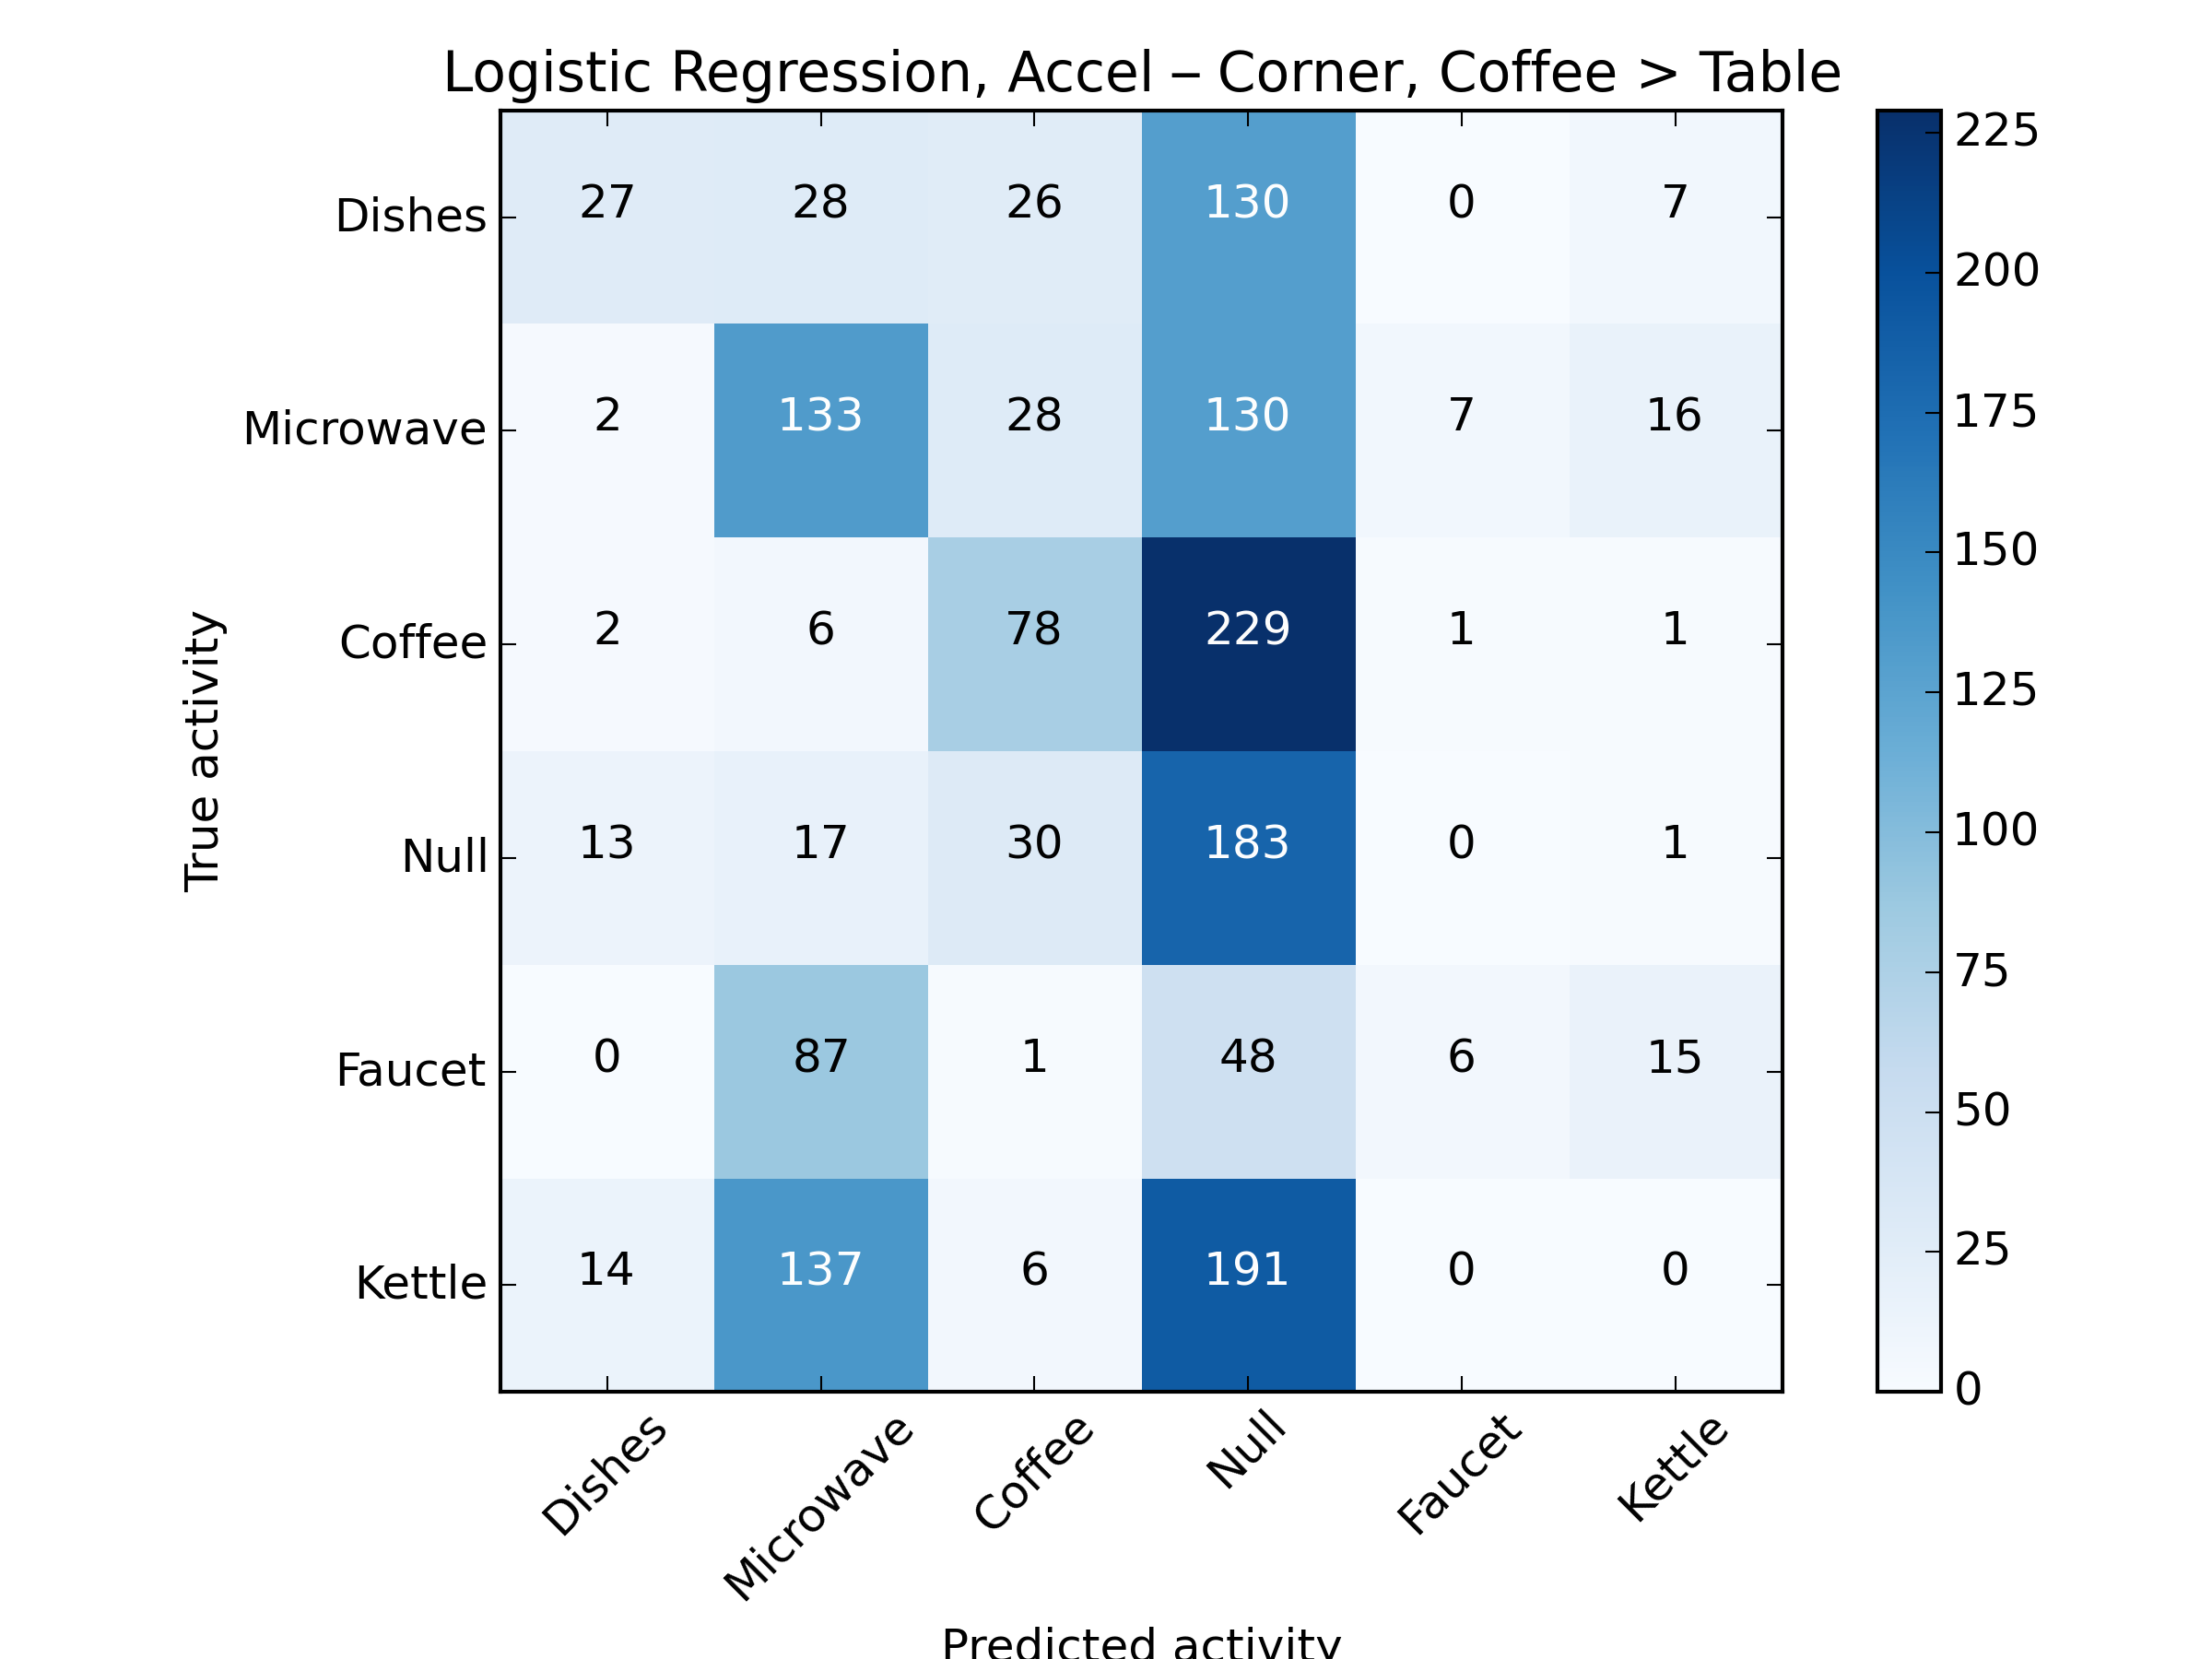 Logistic Regression, Accel – Corner, Coffee > Table
Dishes 27 28 26 130 0 7
Microwave 2 133 28 130 7 16
Coffee 2 6 78 229 1 1
Null 13 17 30 183 0 1
Faucet 0 87 1 48 6 15
Kettle 14 137 6 191 0 0
True activity
Dishes Microwave Coffee Null Faucet Kettle
Predicted activity
225
200
175
150
125
100
75
50
25
0